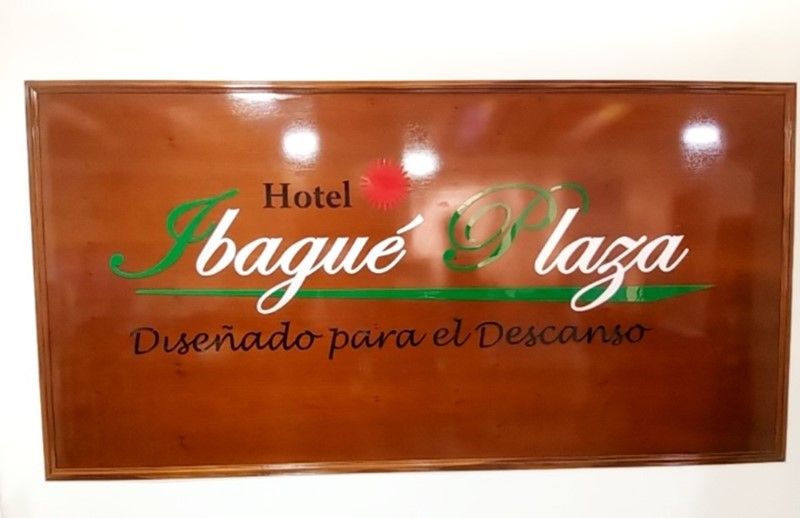 Hotel
Ibagué Plaza
Diseñado para el Descanso